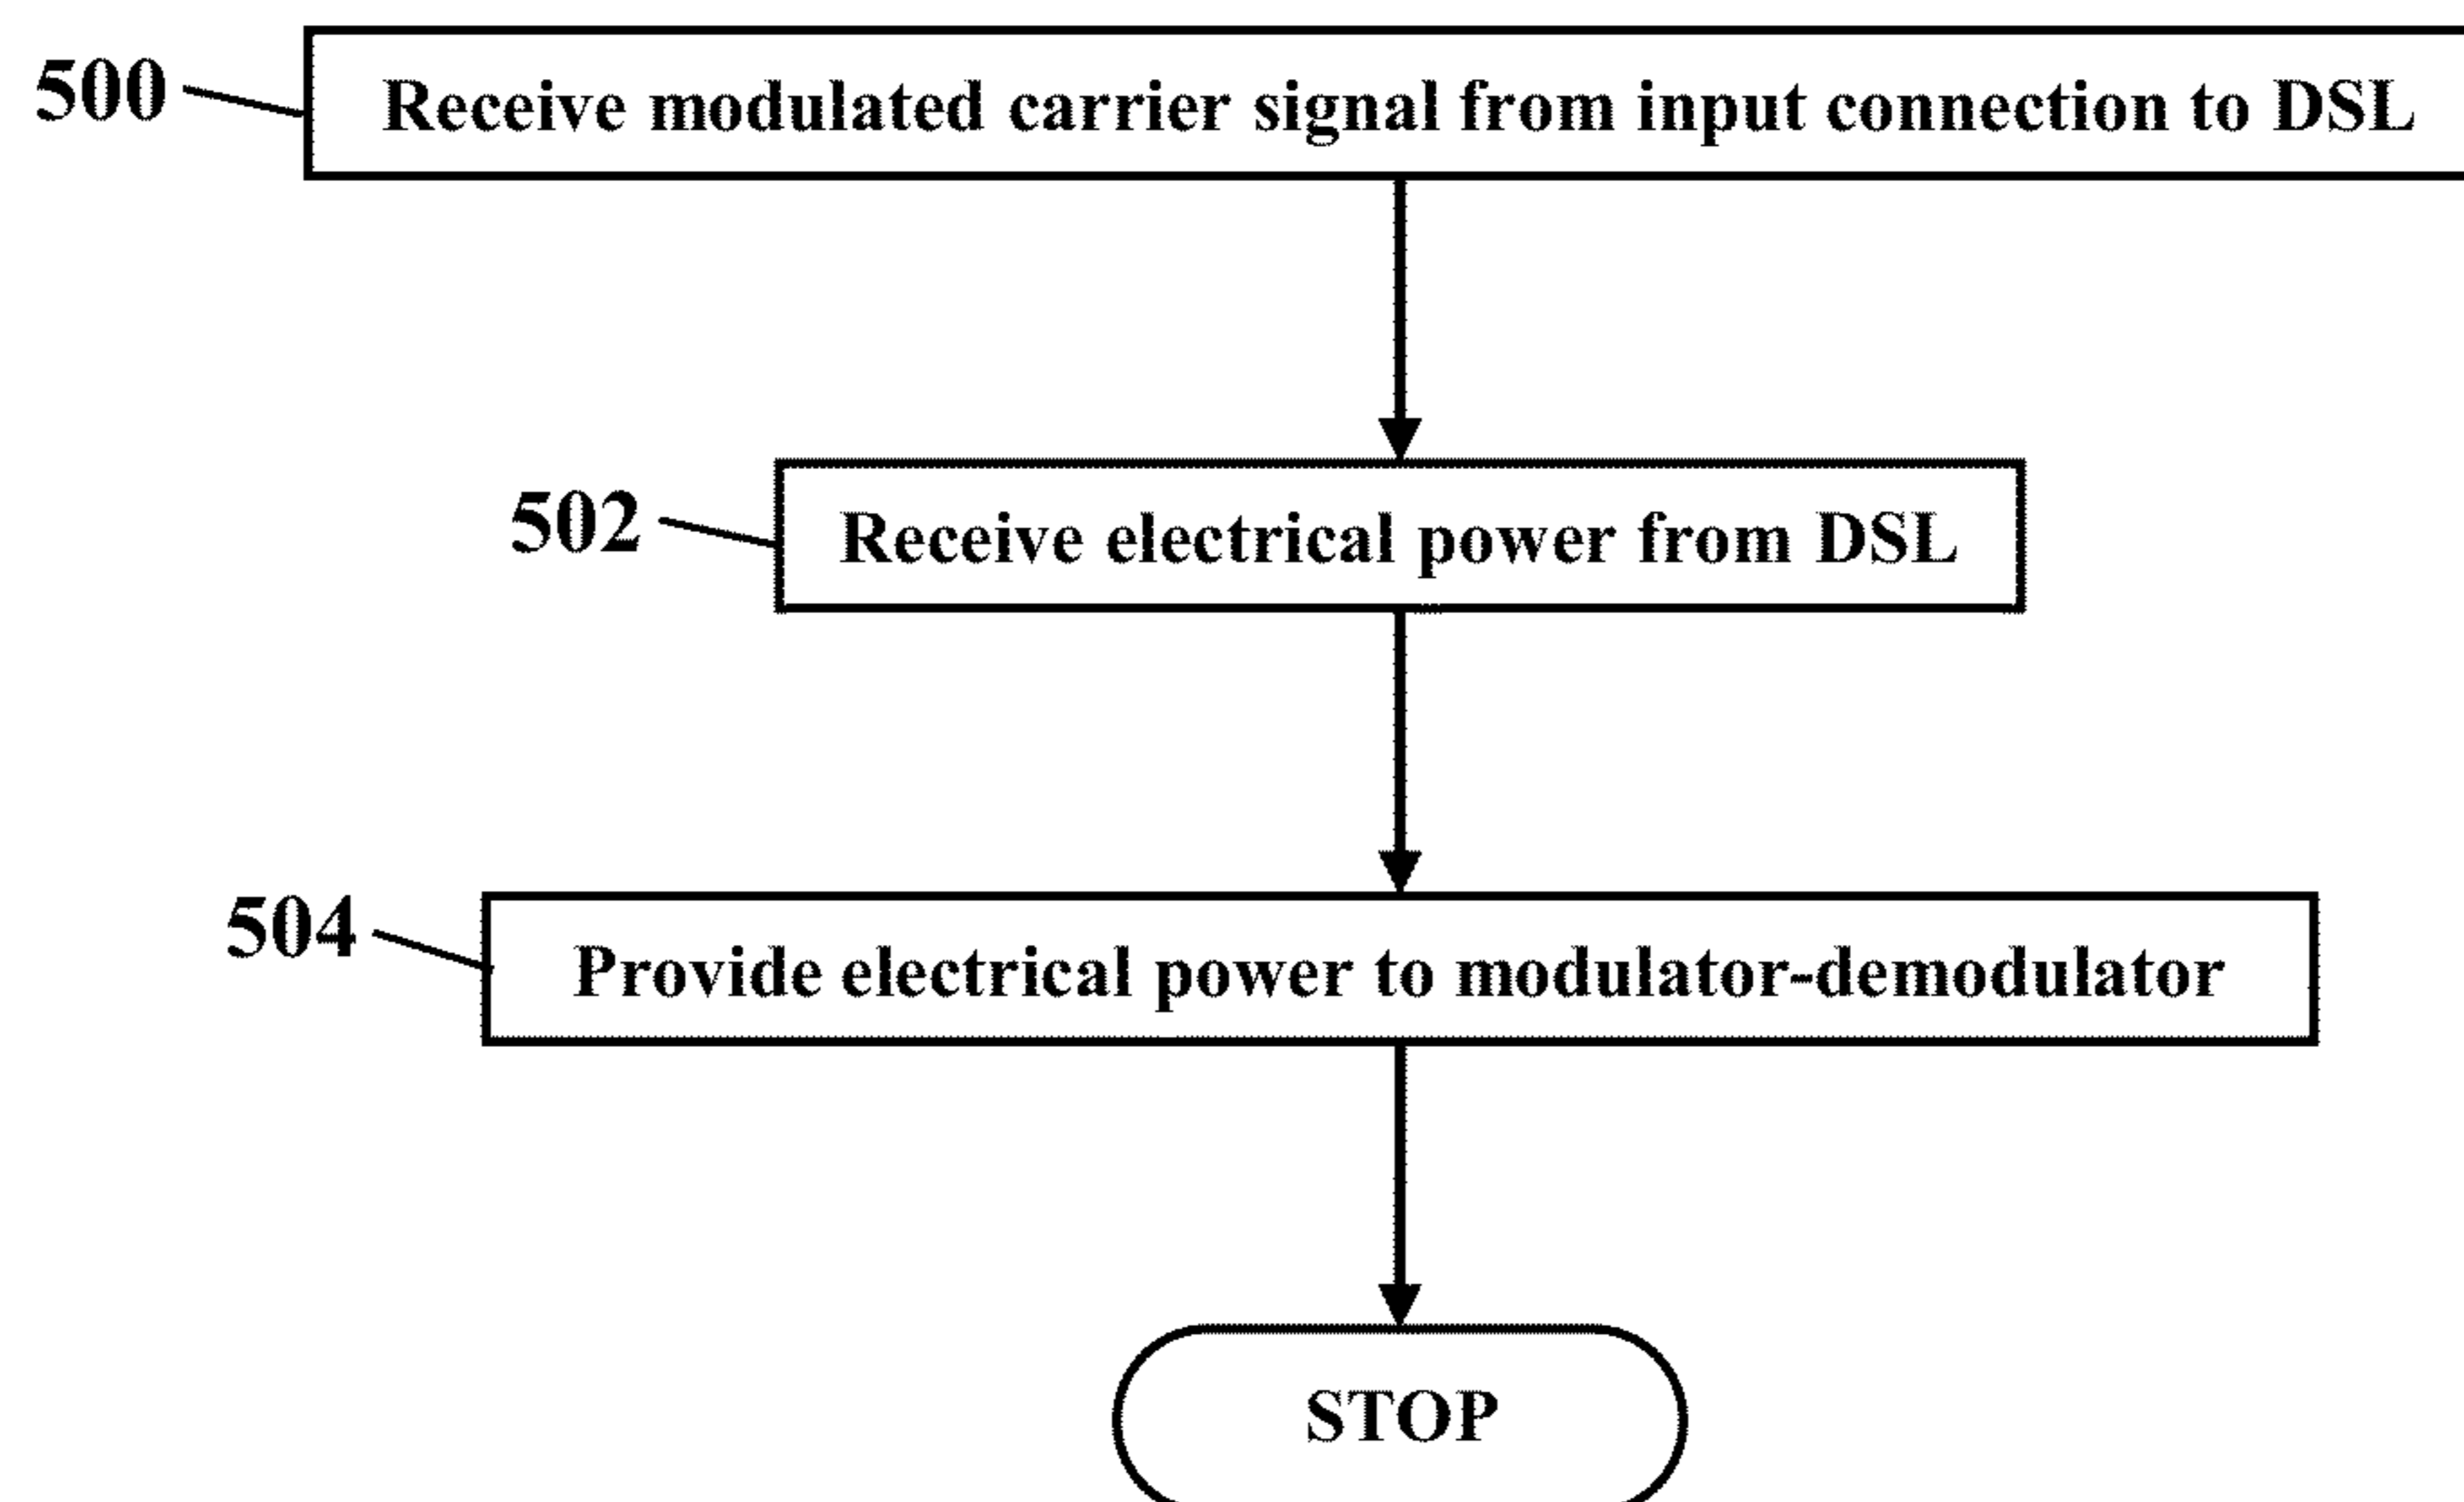 500 Receive modulated carrier signal from input connection to DSL
502 Receive electrical power from DSL
504 Provide electrical power to modulator-demodulator
STOP